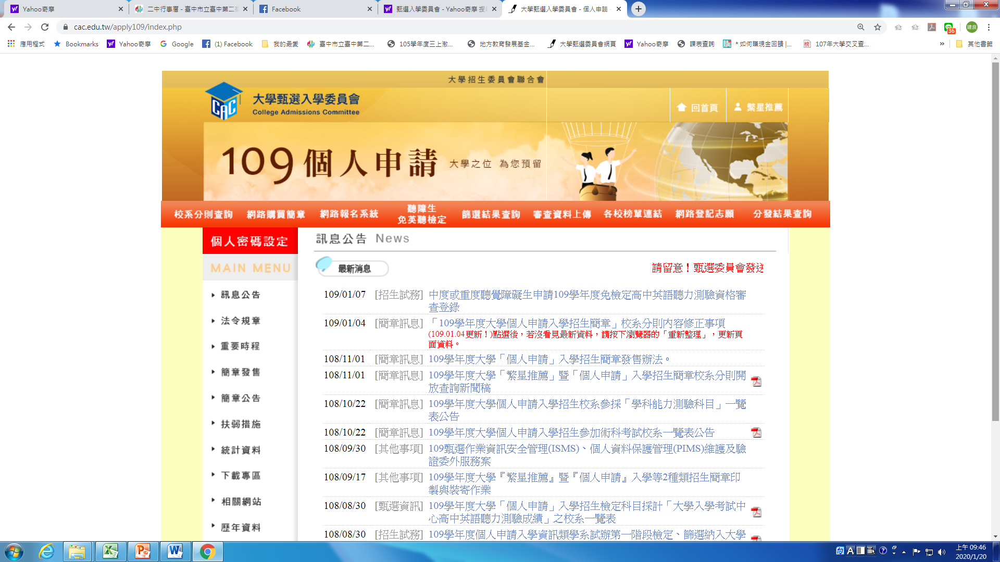 Yahoo奇摩
二中行事曆 - 臺中市立臺中第二高
Facebook
甄選入學委員會 - Yahoo奇摩 搜尋
大學甄選入學委員會 - 個人申請
cac.edu.tw/apply109/index.php
36
建良
應用程式
Bookmarks
Yahoo奇摩
Google
(1) Facebook
我的最愛
臺中市立臺中第二...
105學年度三上激...
地方教育發展基金...
大學甄選委員會網頁
Yahoo奇摩
課表查詢
* 如何賺現金回饋 |...
107年大學交叉查...
»
其他書籤
大學招生委員會聯合會
CAC
大學甄選入學委員會
College Admissions Committee
回首頁
繁星推薦
109 個人申請 大學之位 為您預留
校系分則查詢
網路購買簡章
網路報名系統
聽障生
免英聽檢定
篩選結果查詢
審查資料上傳
各校榜單連結
網路登記志願
分發結果查詢
個人密碼設定
MAIN MENU
訊息公告
法令規章
重要時程
簡章發售
簡章公告
扶弱措施
統計資料
下載專區
相關網站
歷年資料
訊息公告 News
最新消息
請留意！甄選委員會發送
109/01/07 [招生試務] 中度或重度聽覺障礙生申請109學年度免檢定高中英語聽力測驗資格審
查登錄
109/01/04 [簡章訊息] 「109學年度大學個人申請入學招生簡章」校系分則內容修正事項
(109.01.04更新！)點選後，若沒看見最新資料，請按下瀏覽器的「重新整理」，更新頁
面資料。
108/11/01 [簡章訊息] 109學年度大學「個人申請」入學招生簡章發售辦法。
108/11/01 [簡章訊息] 109學年度大學「繁星推薦」暨「個人申請」入學招生簡章校系分則開
放查詢新聞稿
108/10/22 [簡章訊息] 109學年度大學個人申請入學招生校系參採「學科能力測驗科目」一覽
表公告
108/10/22 [簡章訊息] 109學年度大學個人申請入學招生參加術科考試校系一覽表公告
108/09/30 [其他事項] 109甄選作業資訊安全管理(ISMS)、個人資料保護管理(PIMS)維護及驗
證委外服務案
108/09/17 [其他事項] 109學年度大學『繁星推薦』暨『個人申請』入學等2種類招生簡章印
製與裝寄作業
108/08/30 [甄選資訊] 109學年度大學「個人申請」入學招生檢定科目採計「大學入學考試中
心高中英語聽力測驗成績」之校系一覽表
108/08/30 [招生試務] 109學年度個人申請入學資訊類學系試辦第一階段檢定、篩選納入大學
上午 09:46
2020/1/20